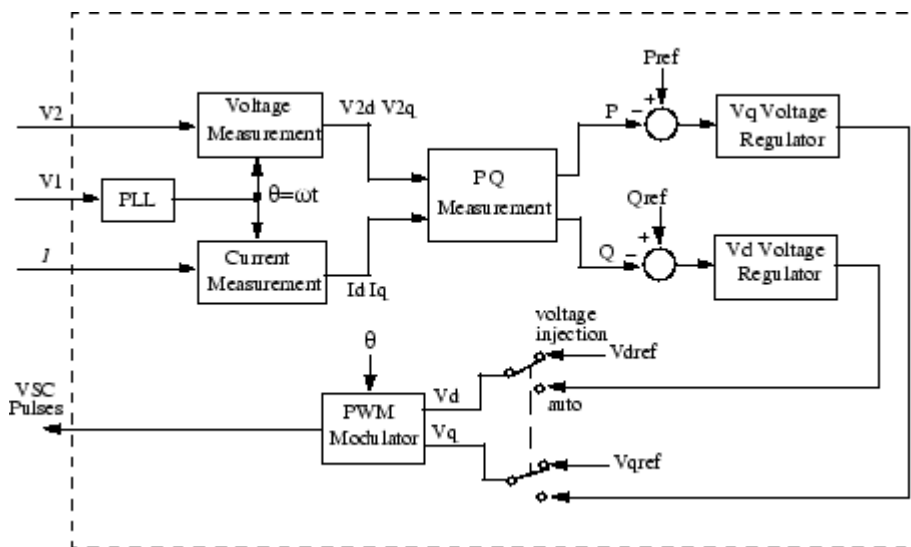 Pref
V2
Voltage
Measurement
V2d V2q
P
−
+
Vq Voltage
Regulator
V1
PLL
θ=ωt
PQ
Measurement
Qref
I
Current
Measurement
Id Iq
Q
−
+
Vd Voltage
Regulator
voltage
injection
θ
Vdref
VSC
Pulses
PWM
Modulator
Vd
Vq
auto
Vqref